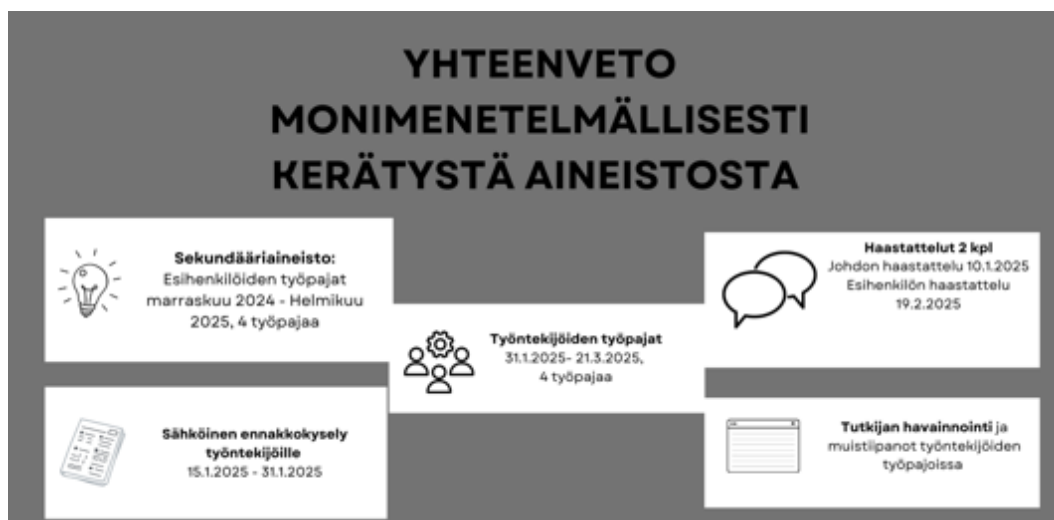 YHTEENVETO
MONIMENETELMÄLLISESTI
KERÄTYSTÄ AINEISTOSTA
Sekundääriaineisto:
Esihenkilöiden työpajat
marraskuu 2024 - Helmikuu
2025, 4 työpajaa
Sähköinen ennakkokysely
työntekijöille
15.1.2025 - 31.1.2025
Työntekijöiden työpajat
31.1.2025- 21.3.2025,
4 työpajaa
Haastattelut 2 kpl
Johdon haastattelu 10.1.2025
Esihenkilön haastattelu
19.2.2025
Tutkijan havainnointi ja
muistiipanot työntekijöiden
työpajoissa